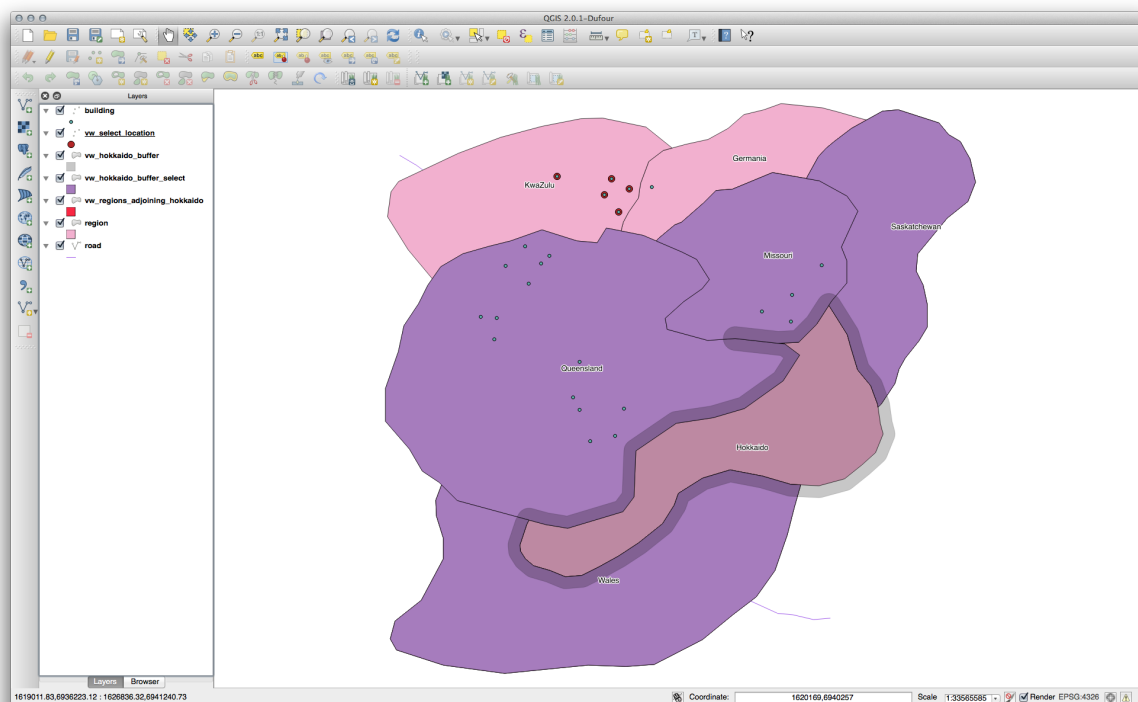 QGIS 2.0.1-Dufour
Layers
building
vw_select_location
vw_hokkaido_buffer
vw_hokkaido_buffer_select
vw_regions_adjoining_hokkaido
region
road
KwaZulu
Germania
Saskatchewan
Missouri
Queensland
Hokkaido
Wales
Layers
Browser
1619011.83,6936223.12 : 1626836.32,6941240.73
Coordinate:
1620169,6940257
Scale
1:33565585
Render
EPSG:4326